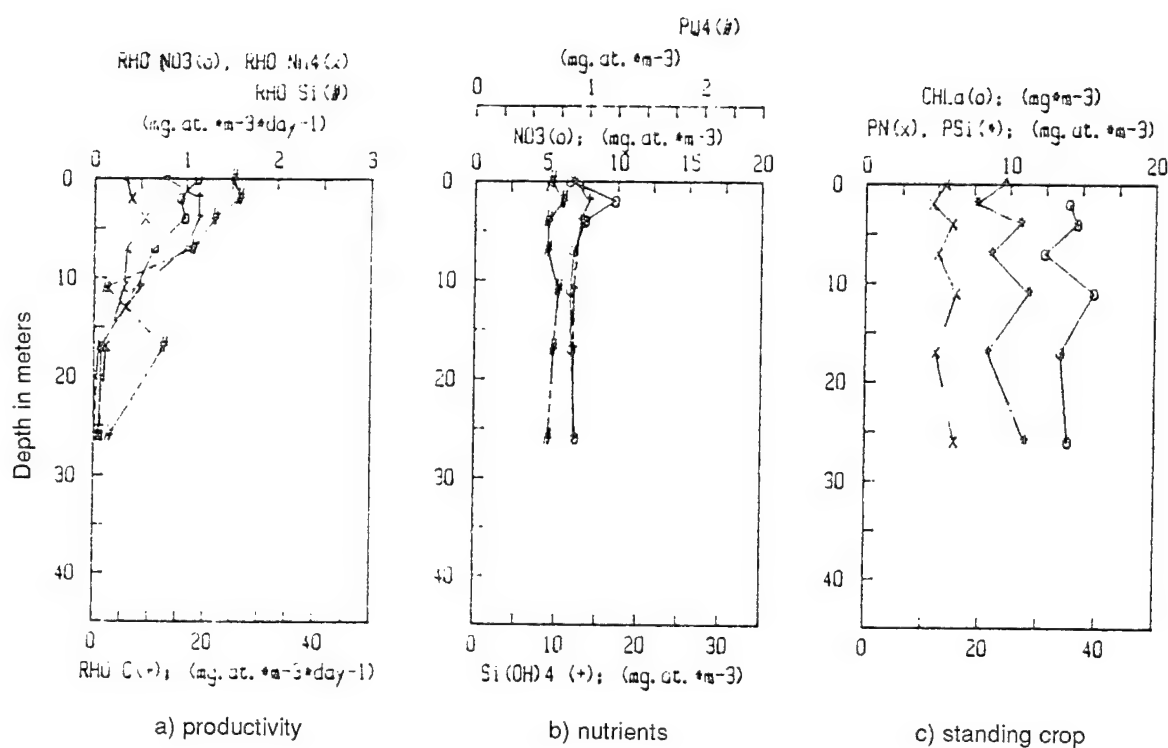 RHO NO3(o), RHO NH4(x)
RHO Si(#)
(mg. at. *m-3*day-1)
0 1 2 3
PO4(#)
(mg. at. *m-3)
0 1 2
NO3(o); (mg. at. *m-3)
0 5 10 15 20
CHLa(o); (mg*m-3)
PN(x), PSi(*); (mg. at. *m-3)
0 10 20
Depth in meters
0
10
20
30
40
0 20 40
RHO C(+); (mg. at. *m-3*day-1)
a) productivity
0
10
20
30
40
0 10 20 30
Si(OH)4 (+); (mg. at. *m-3)
b) nutrients
0
10
20
30
40
0 20 40
c) standing crop